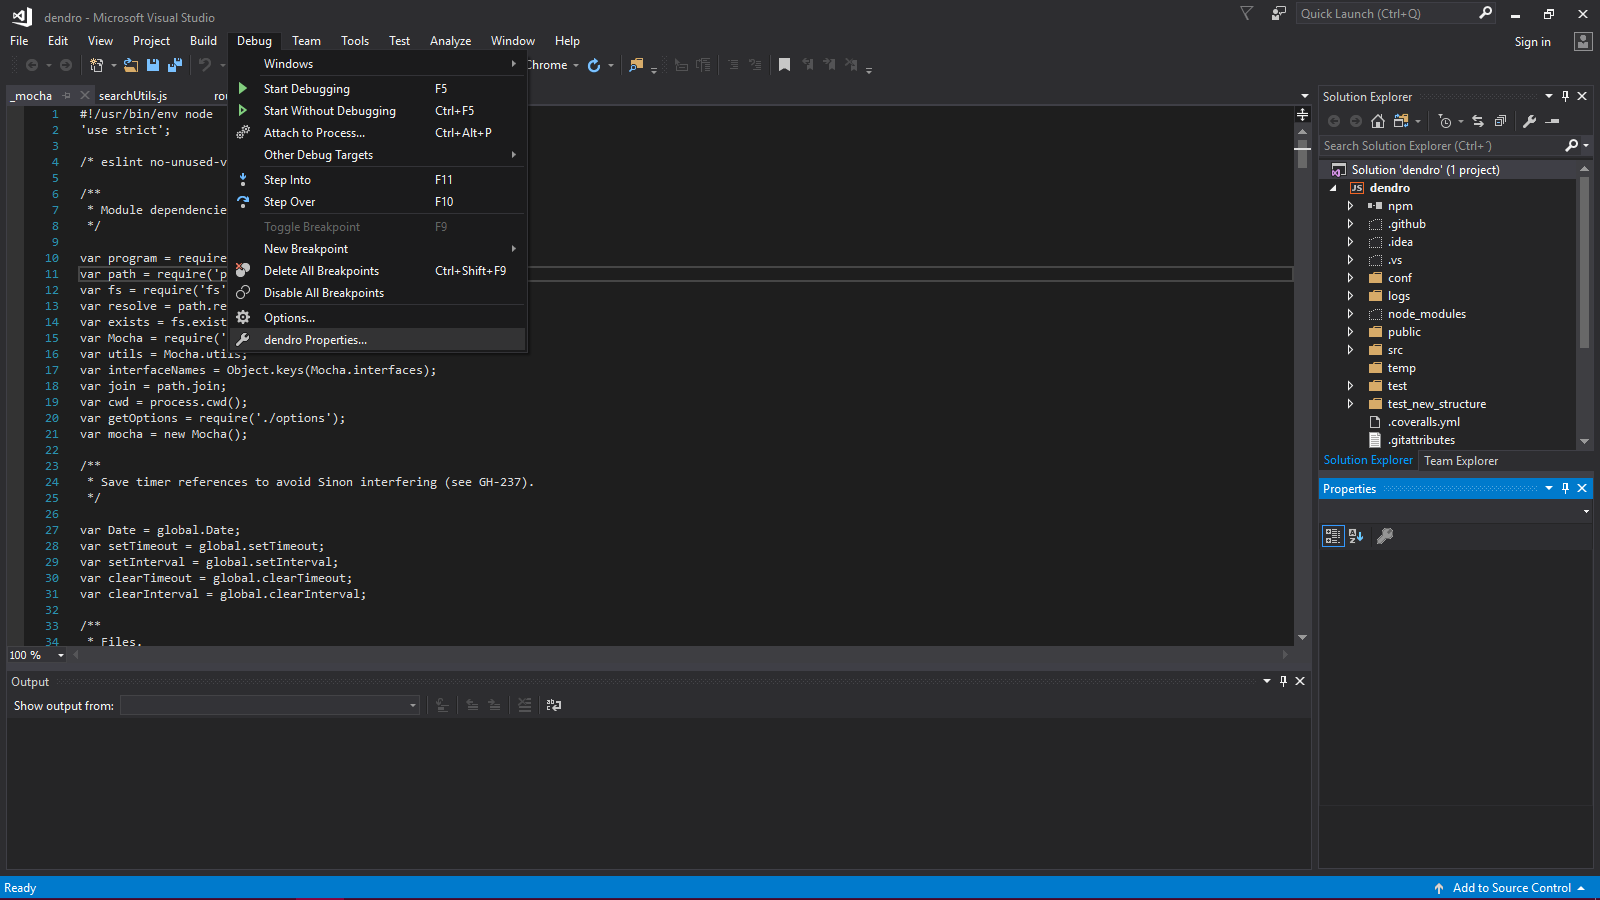 dendro - Microsoft Visual Studio
Quick Launch (Ctrl+Q)
File Edit View Project Build Debug Team Tools Test Analyze Window Help
Sign in
Chrome
_mocha searchUtils.js
Windows
Start Debugging F5
Start Without Debugging Ctrl+F5
Attach to Process... Ctrl+Alt+P
Other Debug Targets
Step Into F11
Step Over F10
Toggle Breakpoint F9
New Breakpoint
Delete All Breakpoints Ctrl+Shift+F9
Disable All Breakpoints
Options...
dendro Properties...
1 #!/usr/bin/env node
2 'use strict';
3
4 /* eslint no-unused-v
5
6 /**
7 * Module dependencie
8 */
9
10 var program = require
11 var path = require('p
12 var fs = require('fs'
13 var resolve = path.re
14 var exists = fs.exist
15 var Mocha = require('
16 var utils = Mocha.utils;
17 var interfaceNames = Object.keys(Mocha.interfaces);
18 var join = path.join;
19 var cwd = process.cwd();
20 var getOptions = require('./options');
21 var mocha = new Mocha();
22
23 /**
24 * Save timer references to avoid Sinon interfering (see GH-237).
25 */
26
27 var Date = global.Date;
28 var setTimeout = global.setTimeout;
29 var setInterval = global.setInterval;
30 var clearTimeout = global.clearTimeout;
31 var clearInterval = global.clearInterval;
32
33 /**
34 * Files.
100 %
Output
Show output from:
Solution Explorer
Search Solution Explorer (Ctrl+´)
Solution 'dendro' (1 project)
JS dendro
npm
.github
.idea
.vs
conf
logs
node_modules
public
src
temp
test
test_new_structure
.coveralls.yml
.gitattributes
Solution Explorer Team Explorer
Properties
Ready
Add to Source Control